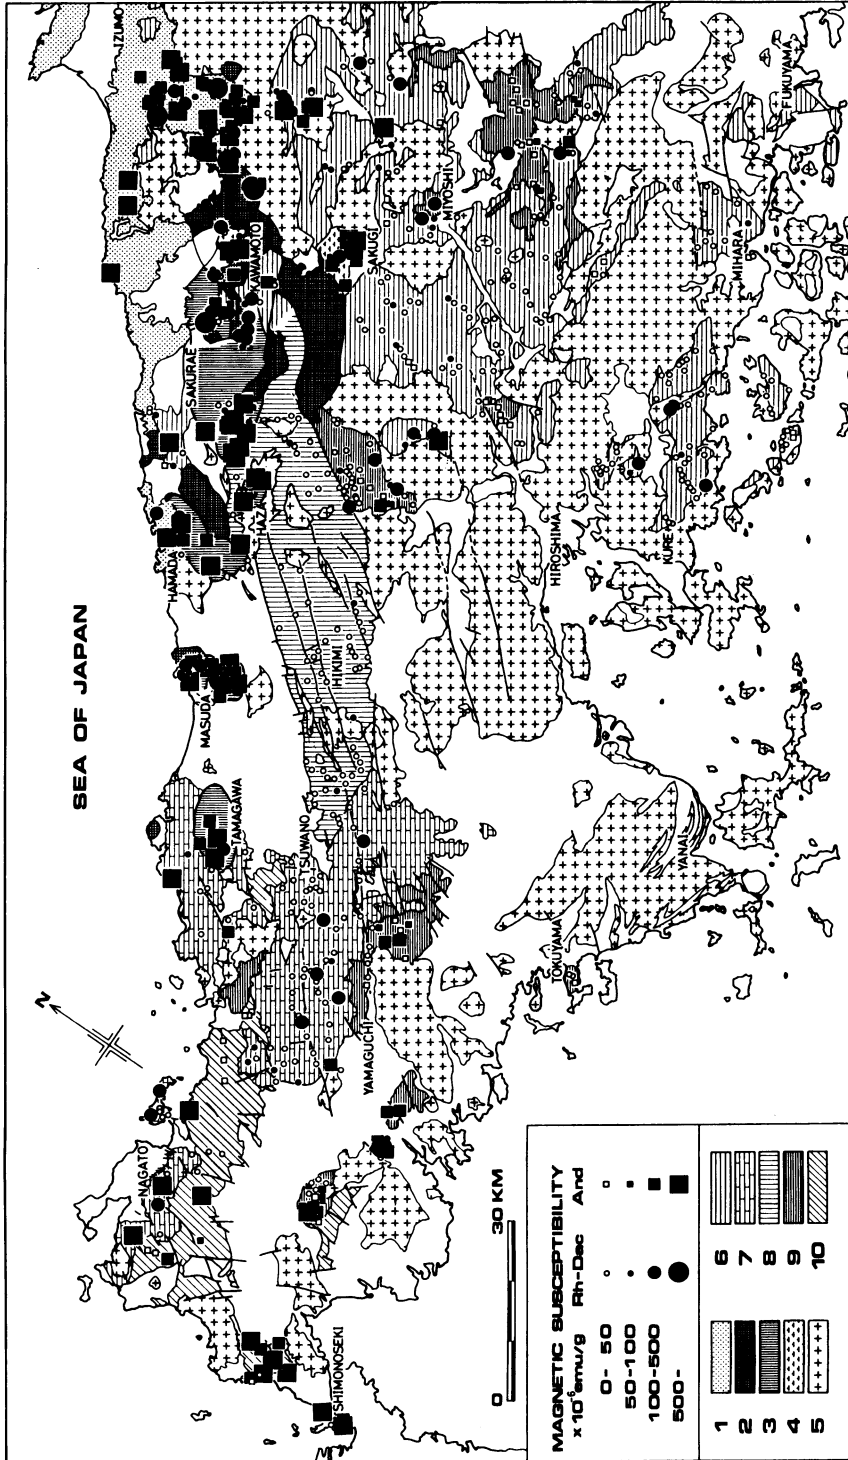 SEA OF JAPAN
N
IZUMO
SAKURAE
KAWAMOTO
SAKUGI
MIYOSHI
FUKUYAMA
MIHARA
HAMADA
HAZA
HIROSHIMA
KURE
MASUDA
HIKIMI
TAMAGAWA
TSUWANO
YANAI
TOKUYAMA
YAMAGUCHI
NAGATO
SHIMONOSEKI
0 30 KM
MAGNETIC SUSCEPTIBILITY
x 10⁻⁶emu/g Rh-Dac And
0- 50
50-100
100-500
500-
1 6
2 7
3 8
4 9
5 10